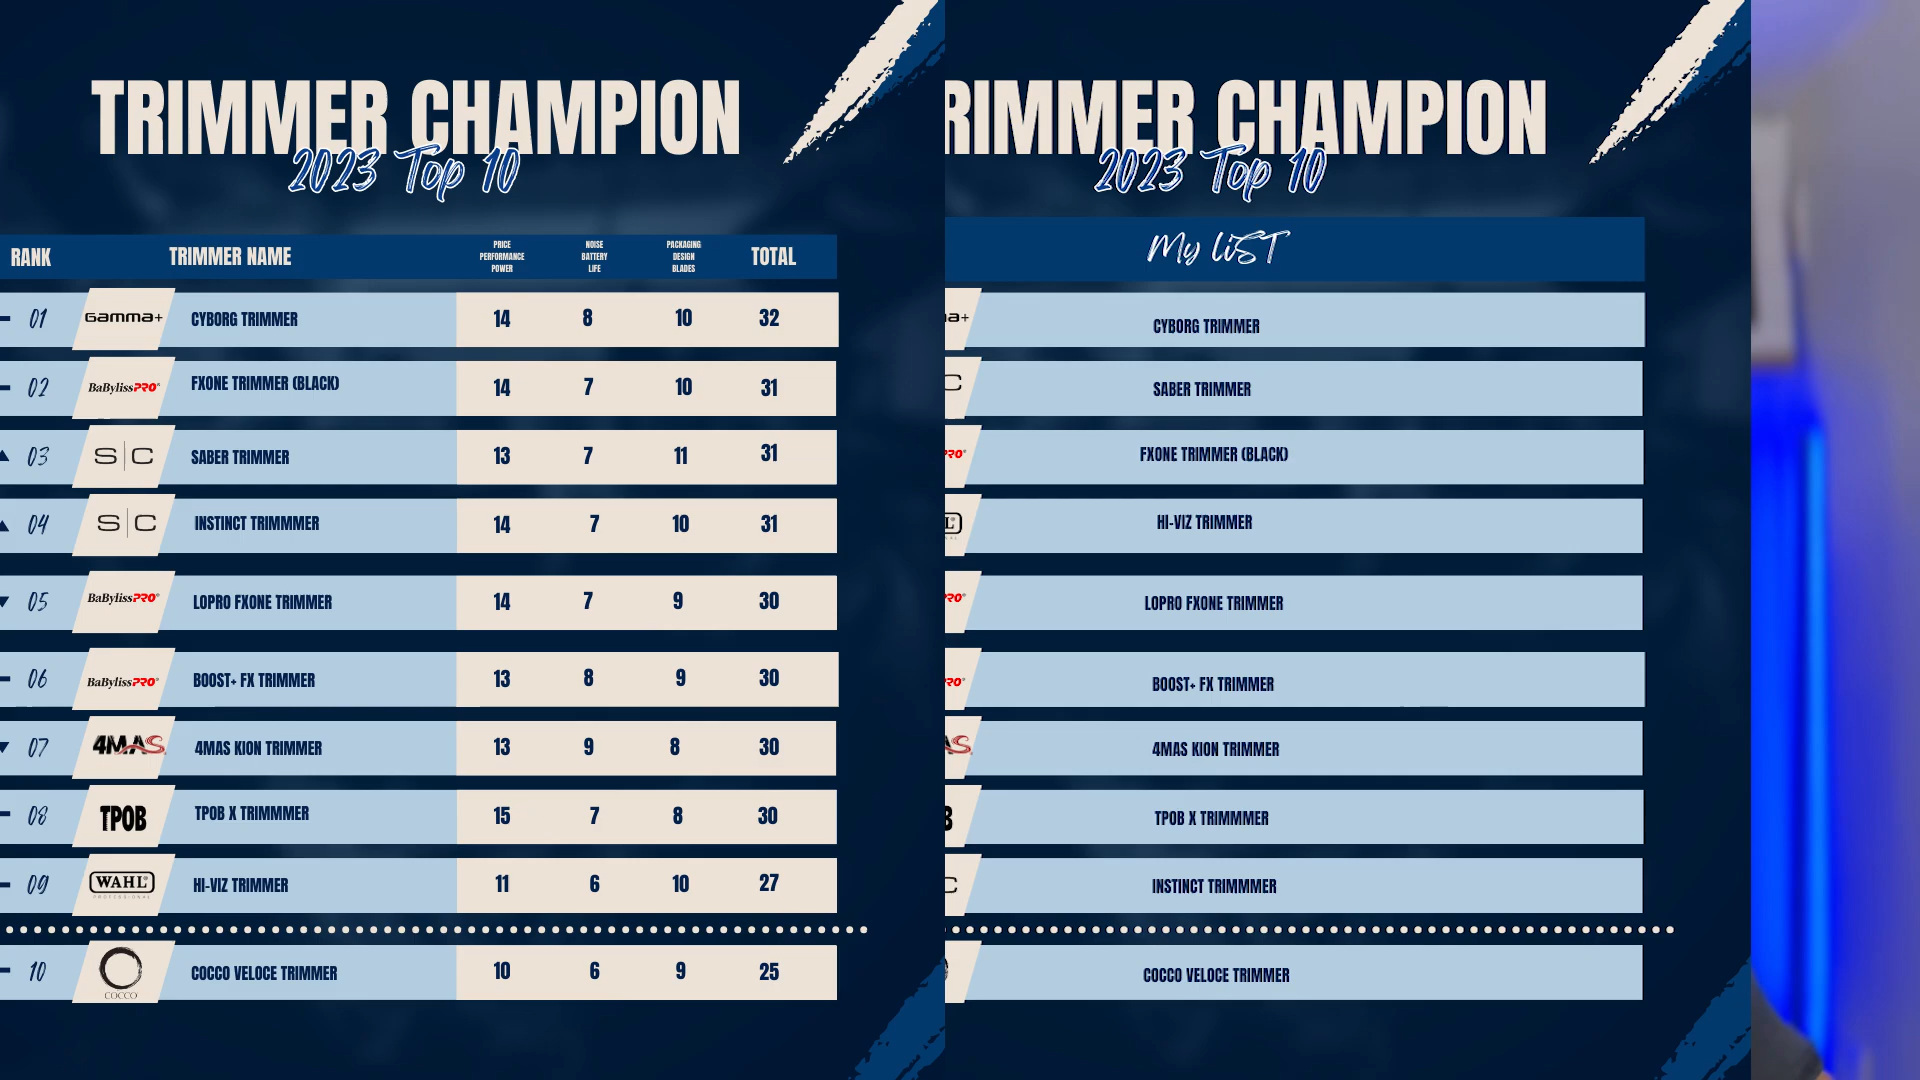 TRIMMER CHAMPION
2023 Top 10
RANK TRIMMER NAME PRICE PERFORMANCE POWER NOISE BATTERY LIFE PACKAGING DESIGN BLADES TOTAL
01 Gamma+ CYBORG TRIMMER 14 8 10 32
02 BaBylissPRO® FXONE TRIMMER (BLACK) 14 7 10 31
03 S|C SABER TRIMMER 13 7 11 31
04 S|C INSTINCT TRIMMMER 14 7 10 31
05 BaBylissPRO® LOPRO FXONE TRIMMER 14 7 9 30
06 BaBylissPRO® BOOST+ FX TRIMMER 13 8 9 30
07 4MAS 4MAS KION TRIMMER 13 9 8 30
08 TPOB TPOB X TRIMMMER 15 7 8 30
09 WAHL® PROFESSIONAL HI-VIZ TRIMMER 11 6 10 27
10 COCCO COCCO VELOCE TRIMMER 10 6 9 25
RIMMER CHAMPION
2023 Top 10
My LIST
a+ CYBORG TRIMMER
C SABER TRIMMER
RO® FXONE TRIMMER (BLACK)
L® HI-VIZ TRIMMER
RO® LOPRO FXONE TRIMMER
RO® BOOST+ FX TRIMMER
AS 4MAS KION TRIMMER
B TPOB X TRIMMMER
C INSTINCT TRIMMMER
COCCO VELOCE TRIMMER